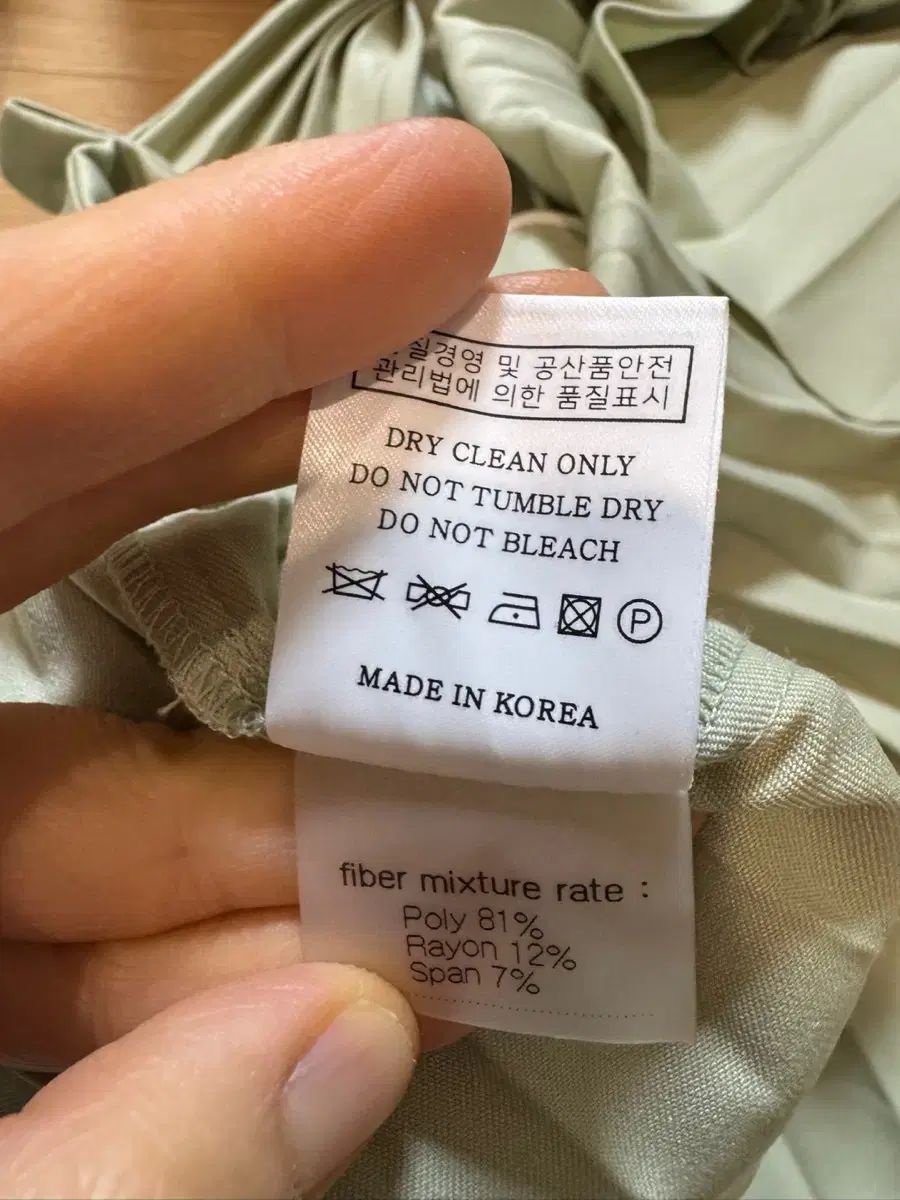 질경영 및 공산품안전
관리법에 의한 품질표시
DRY CLEAN ONLY
DO NOT TUMBLE DRY
DO NOT BLEACH
P
MADE IN KOREA
fiber mixture rate :
Poly 81%
Rayon 12%
Span 7%